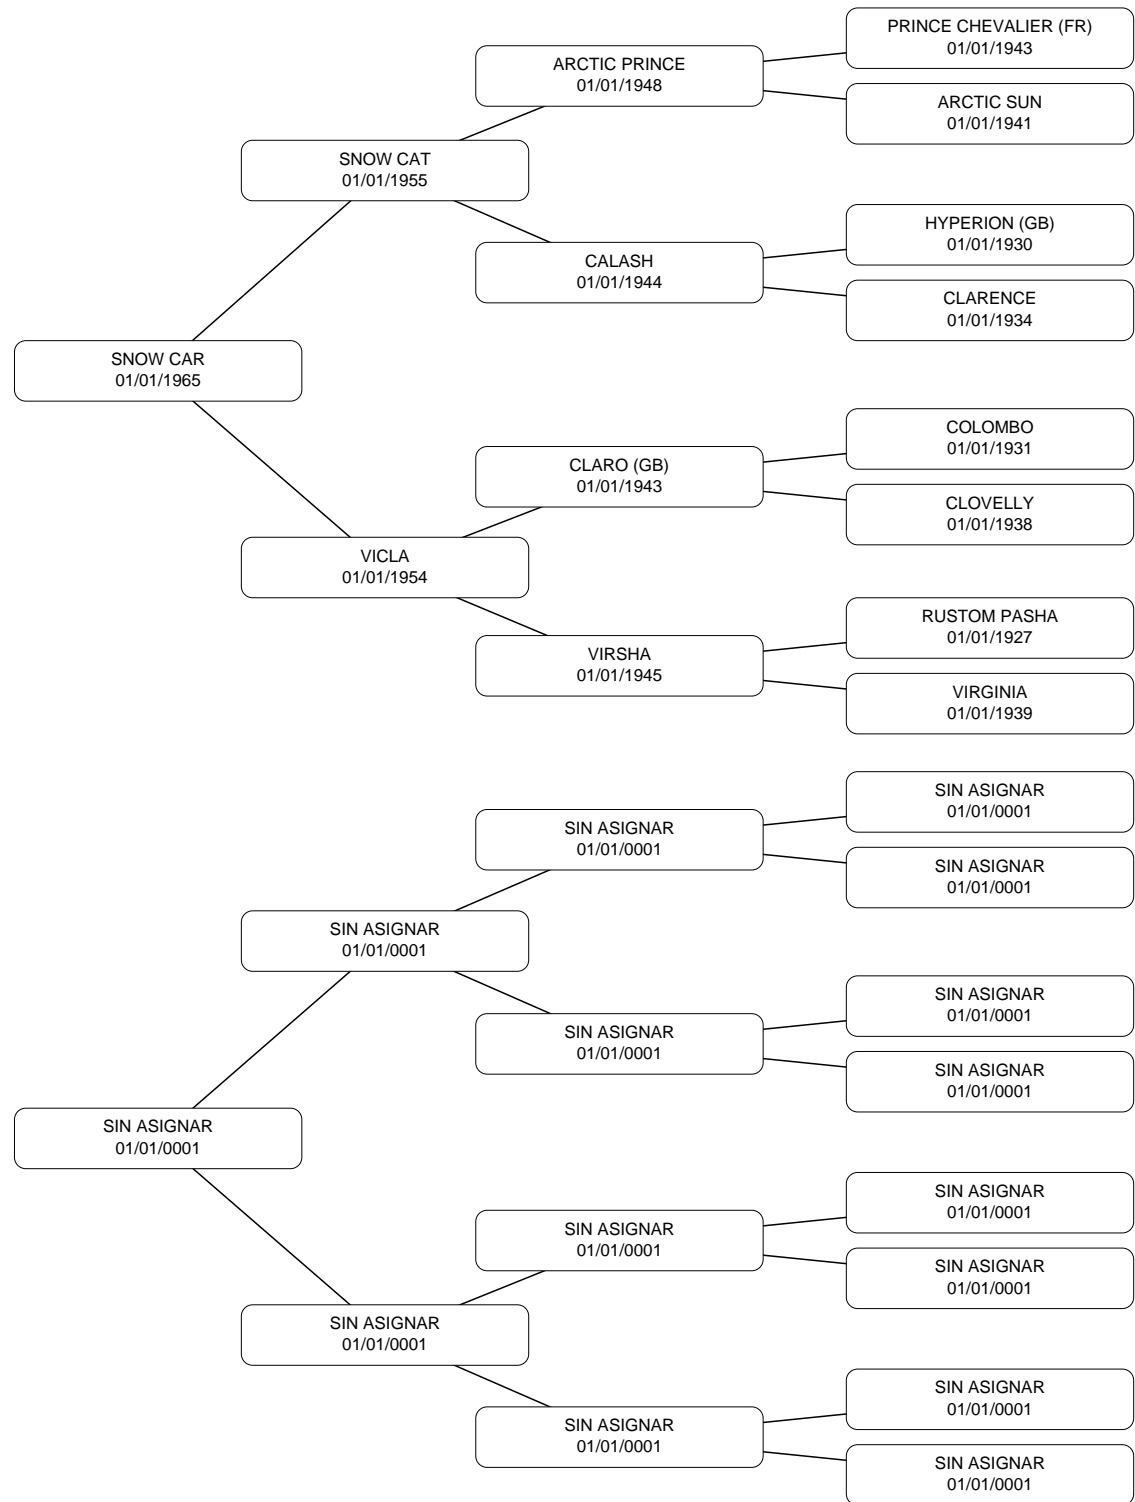 PRINCE CHEVALIER (FR)
01/01/1943
ARCTIC PRINCE
01/01/1948
ARCTIC SUN
01/01/1941
SNOW CAT
01/01/1955
HYPERION (GB)
01/01/1930
CALASH
01/01/1944
CLARENCE
01/01/1934
SNOW CAR
01/01/1965
COLOMBO
01/01/1931
CLARO (GB)
01/01/1943
CLOVELLY
01/01/1938
VICLA
01/01/1954
RUSTOM PASHA
01/01/1927
VIRSHA
01/01/1945
VIRGINIA
01/01/1939
SIN ASIGNAR
01/01/0001
SIN ASIGNAR
01/01/0001
SIN ASIGNAR
01/01/0001
SIN ASIGNAR
01/01/0001
SIN ASIGNAR
01/01/0001
SIN ASIGNAR
01/01/0001
SIN ASIGNAR
01/01/0001
SIN ASIGNAR
01/01/0001
SIN ASIGNAR
01/01/0001
SIN ASIGNAR
01/01/0001
SIN ASIGNAR
01/01/0001
SIN ASIGNAR
01/01/0001
SIN ASIGNAR
01/01/0001
SIN ASIGNAR
01/01/0001
SIN ASIGNAR
01/01/0001